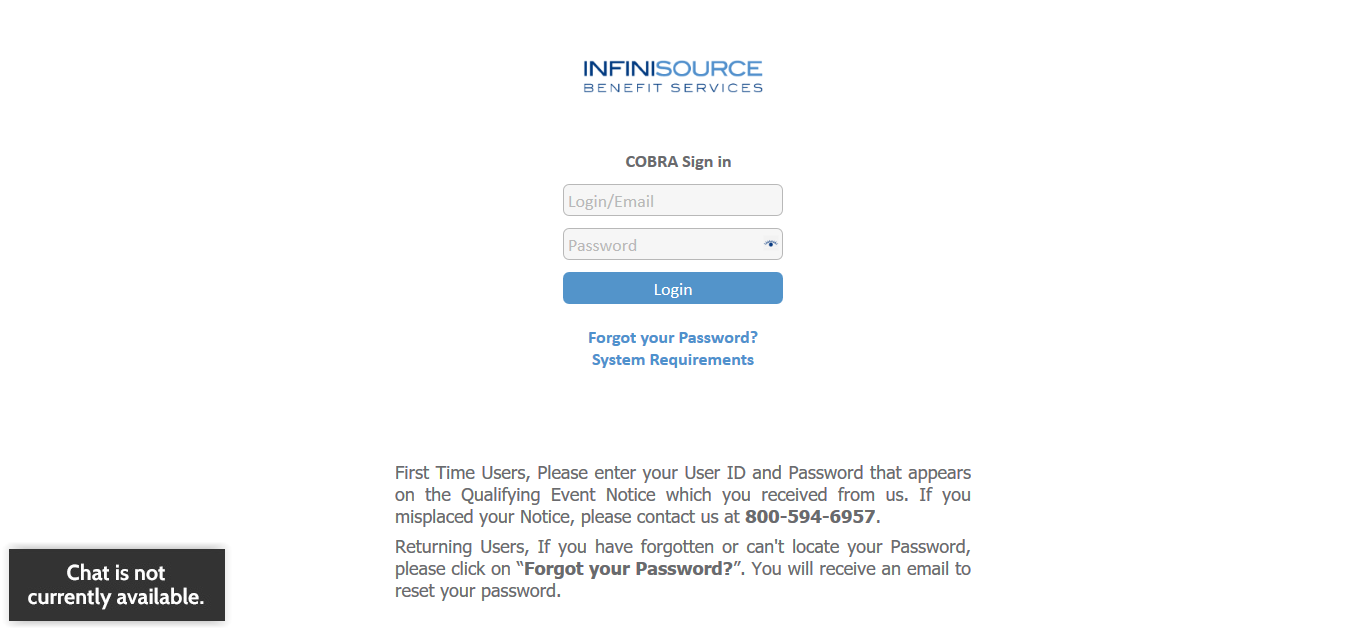 INFINISOURCE
BENEFIT SERVICES
COBRA Sign in
Login/Email
Password
Login
Forgot your Password?
System Requirements
First Time Users, Please enter your User ID and Password that appears
on the Qualifying Event Notice which you received from us. If you
misplaced your Notice, please contact us at 800-594-6957.
Returning Users, If you have forgotten or can't locate your Password,
please click on “Forgot your Password?”. You will receive an email to
reset your password.
Chat is not
currently available.